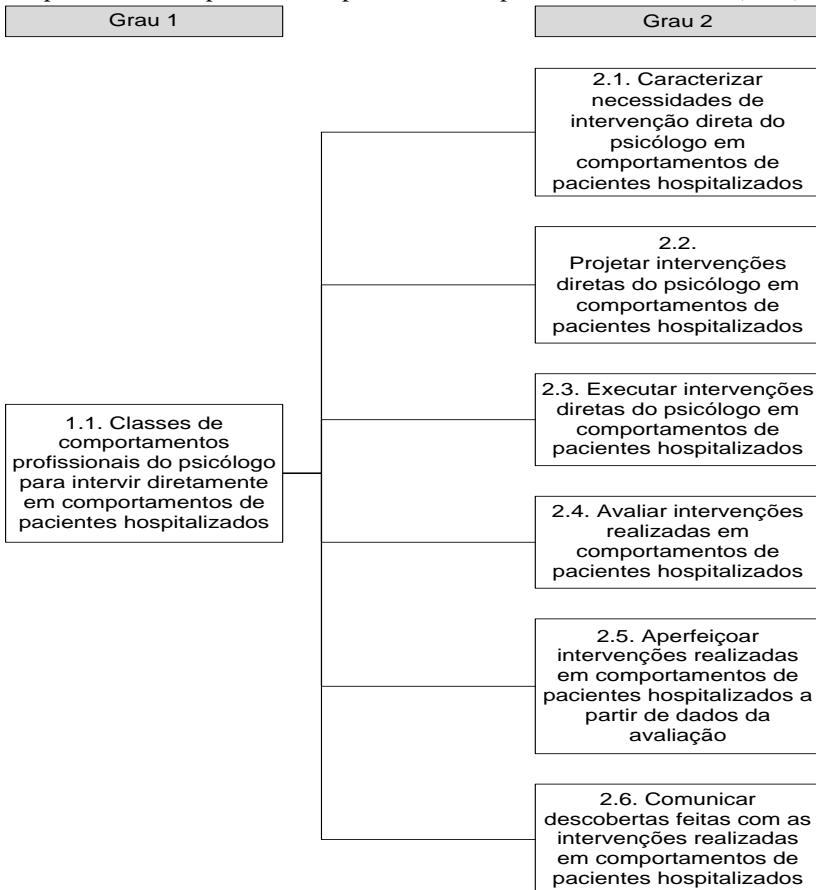 Grau 1
Grau 2
2.1. Caracterizar
necessidades de
intervenção direta do
psicólogo em
comportamentos de
pacientes hospitalizados
2.2.
Projetar intervenções
diretas do psicólogo em
comportamentos de
pacientes hospitalizados
2.3. Executar intervenções
diretas do psicólogo em
comportamentos de
pacientes hospitalizados
1.1. Classes de
comportamentos
profissionais do psicólogo
para intervir diretamente
em comportamentos de
pacientes hospitalizados
2.4. Avaliar intervenções
realizadas em
comportamentos de
pacientes hospitalizados
2.5. Aperfeiçoar
intervenções realizadas
em comportamentos de
pacientes hospitalizados a
partir de dados da
avaliação
2.6. Comunicar
descobertas feitas com as
intervenções realizadas
em comportamentos de
pacientes hospitalizados